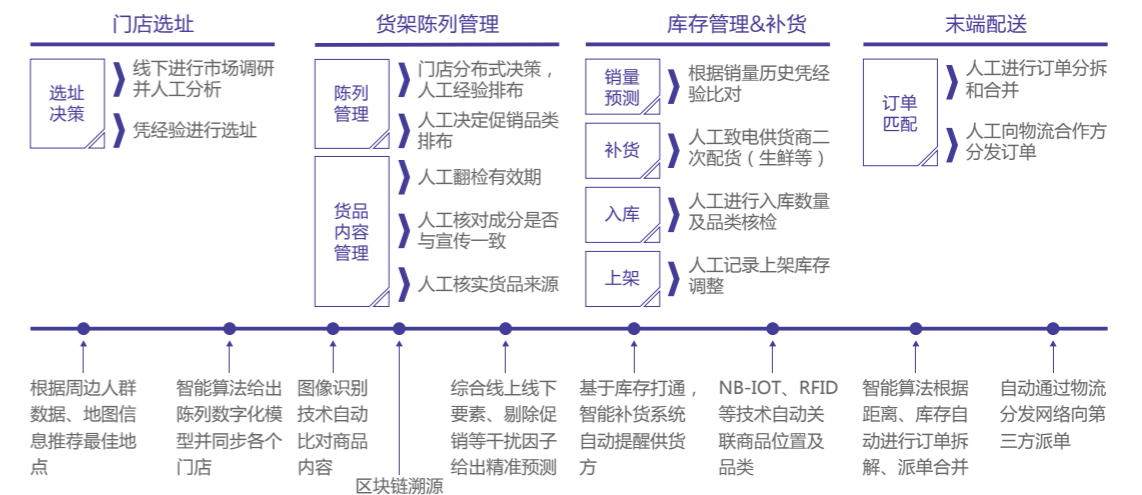 门店选址
选址
决策
线下进行市场调研
并人工分析
凭经验进行选址
货架陈列管理
陈列
管理
门店分布式决策，
人工经验排布
人工决定促销品类
排布
货品
内容
管理
人工翻检有效期
人工核对成分是否
与宣传一致
人工核实货品来源
库存管理&补货
销量
预测
根据销量历史凭经
验比对
补货
人工致电供货商二
次配货（生鲜等）
入库
人工进行入库数量
及品类核检
上架
人工记录上架库存
调整
末端配送
订单
匹配
人工进行订单分拆
和合并
人工向物流合作方
分发订单
根据周边人群
数据、地图信
息推荐最佳地
点
智能算法给出
陈列数字化模
型并同步各个
门店
图像识别
技术自动
比对商品
内容
区块链溯源
综合线上线下
要素、剔除促
销等干扰因子
给出精准预测
基于库存打通，
智能补货系统
自动提醒供货
方
NB-IOT、RFID
等技术自动关
联商品位置及
品类
智能算法根据
距离、库存自
动进行订单拆
解、派单合并
自动通过物流
分发网络向第
三方派单